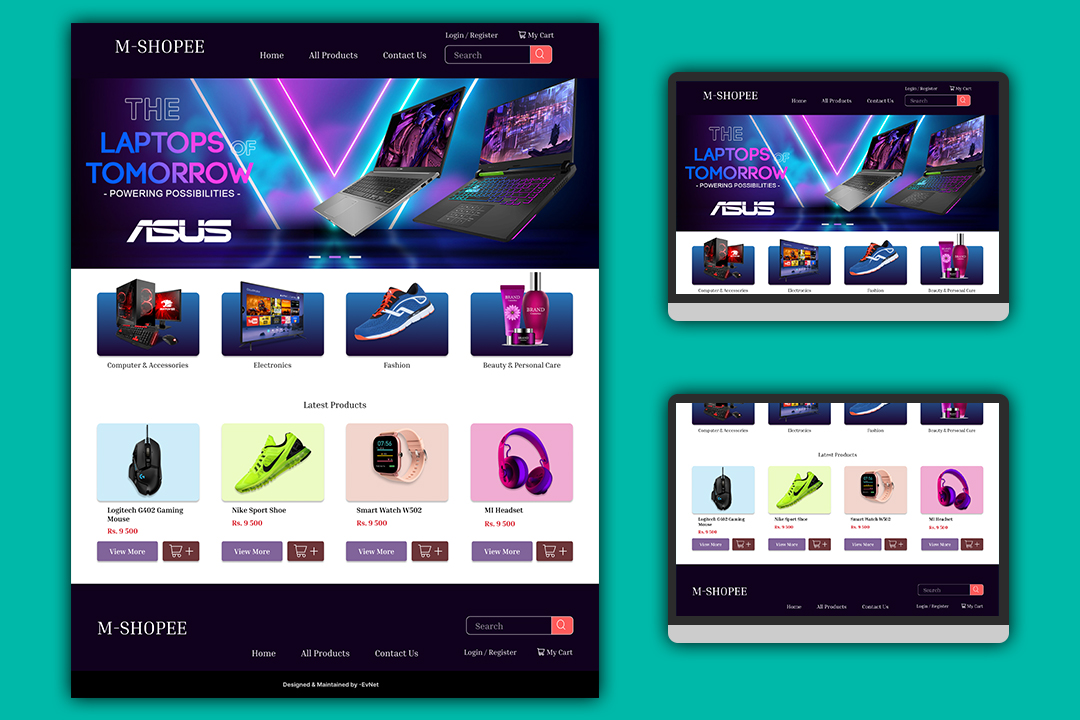 M-SHOPEE
Login / Register
My Cart
Home
All Products
Contact Us
Search
THE
LAPTOPS OF
TOMORROW
- POWERING POSSIBILITIES -
ASUS
Computer & Accessories
Electronics
Fashion
Beauty & Personal Care
BRAND
BRAND
Latest Products
07:56
Logitech G402 Gaming
Mouse
Rs. 9 500
Nike Sport Shoe
Rs. 9 500
Smart Watch W502
Rs. 9 500
MI Headset
Rs. 9 500
View More
+
View More
+
View More
+
View More
+
M-SHOPEE
Search
Home
All Products
Contact Us
Login / Register
My Cart
Designed & Maintained by -EvNet
M-SHOPEE
Login / Register
My Cart
Home
All Products
Contact Us
Search
THE
LAPTOPS OF
TOMORROW
- POWERING POSSIBILITIES -
ASUS
Computer & Accessories
Electronics
Fashion
Beauty & Personal Care
Computer & Accessories
Electronics
Fashion
Beauty & Personal Care
Latest Products
Logitech G402 Gaming
Mouse
Rs. 9 500
Nike Sport Shoe
Rs. 9 500
Smart Watch W502
Rs. 9 500
MI Headset
Rs. 9 500
View More
+
View More
+
View More
+
View More
+
M-SHOPEE
Search
Home
All Products
Contact Us
Login / Register
My Cart